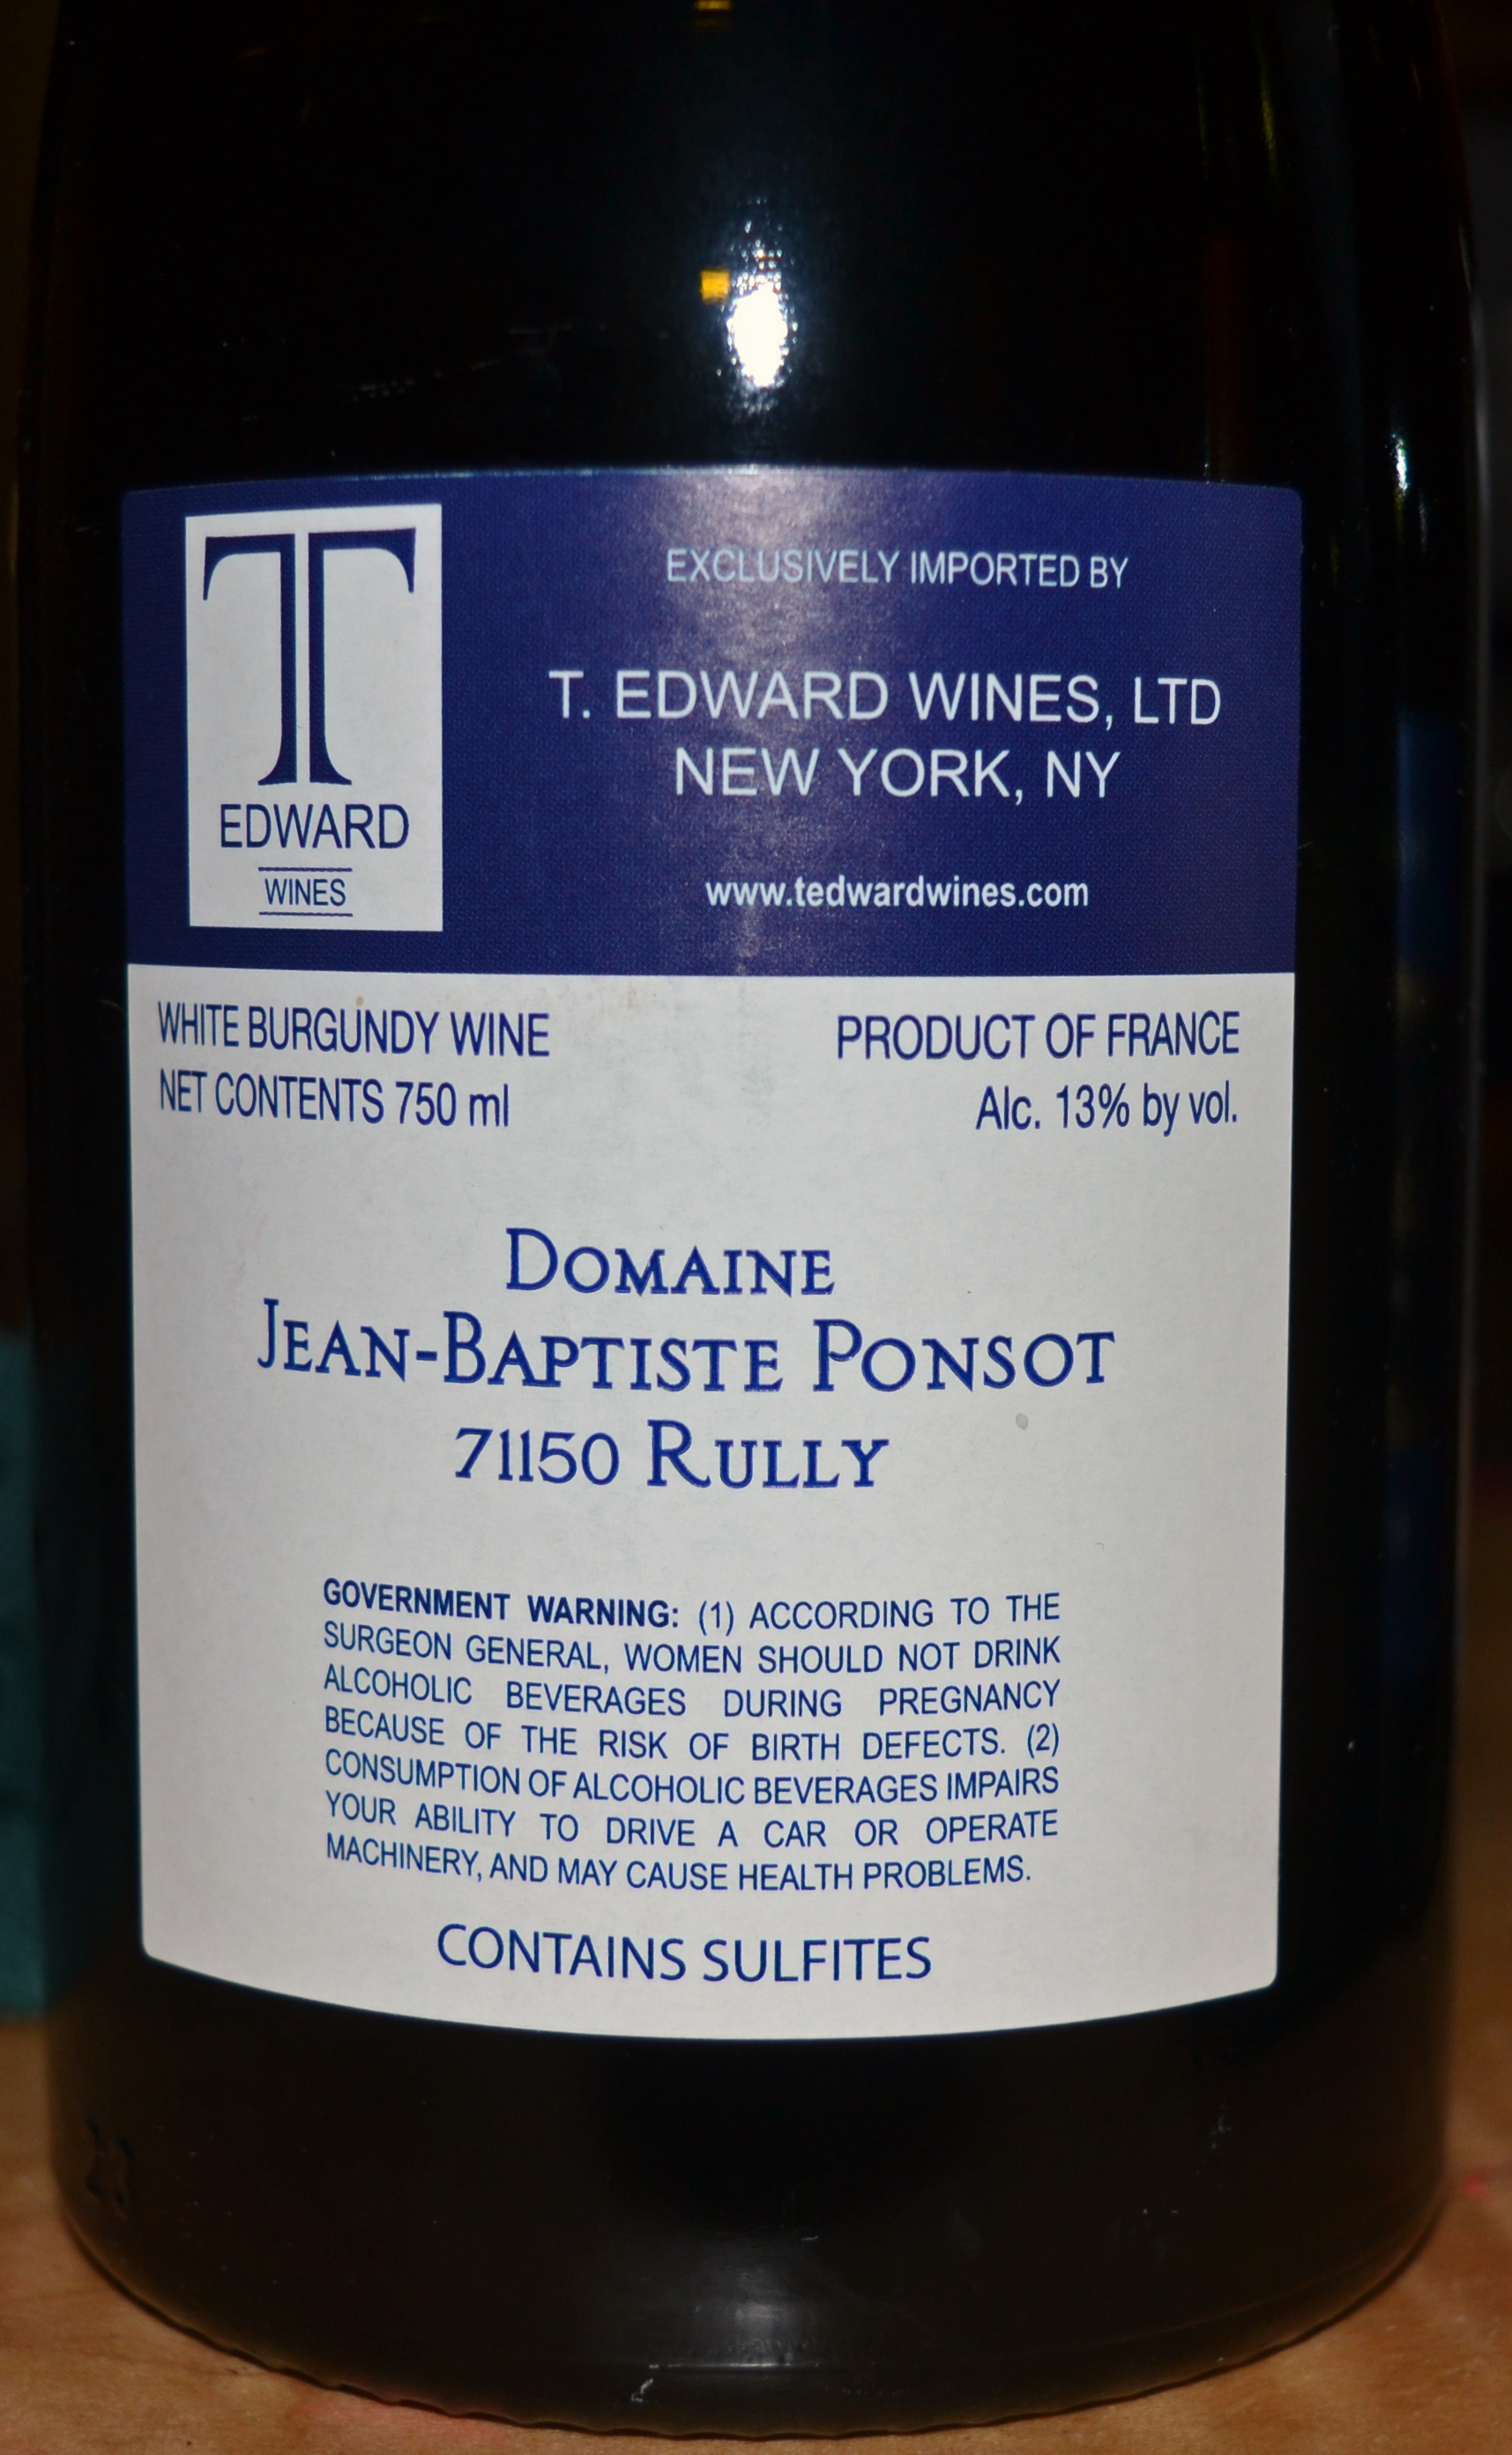 T
EDWARD
WINES
EXCLUSIVELY IMPORTED BY
T. EDWARD WINES, LTD
NEW YORK, NY
www.tedwardwines.com
WHITE BURGUNDY WINE
NET CONTENTS 750 ml
PRODUCT OF FRANCE
Alc. 13% by vol.
DOMAINE
JEAN-BAPTISTE PONSOT
71150 RULLY
GOVERNMENT WARNING: (1) ACCORDING TO THE
SURGEON GENERAL, WOMEN SHOULD NOT DRINK
ALCOHOLIC BEVERAGES DURING PREGNANCY
BECAUSE OF THE RISK OF BIRTH DEFECTS. (2)
CONSUMPTION OF ALCOHOLIC BEVERAGES IMPAIRS
YOUR ABILITY TO DRIVE A CAR OR OPERATE
MACHINERY, AND MAY CAUSE HEALTH PROBLEMS.
CONTAINS SULFITES